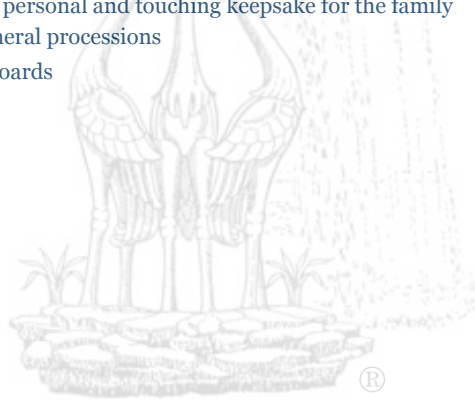 personal and touching keepsake for the family
neral processions
oards
®